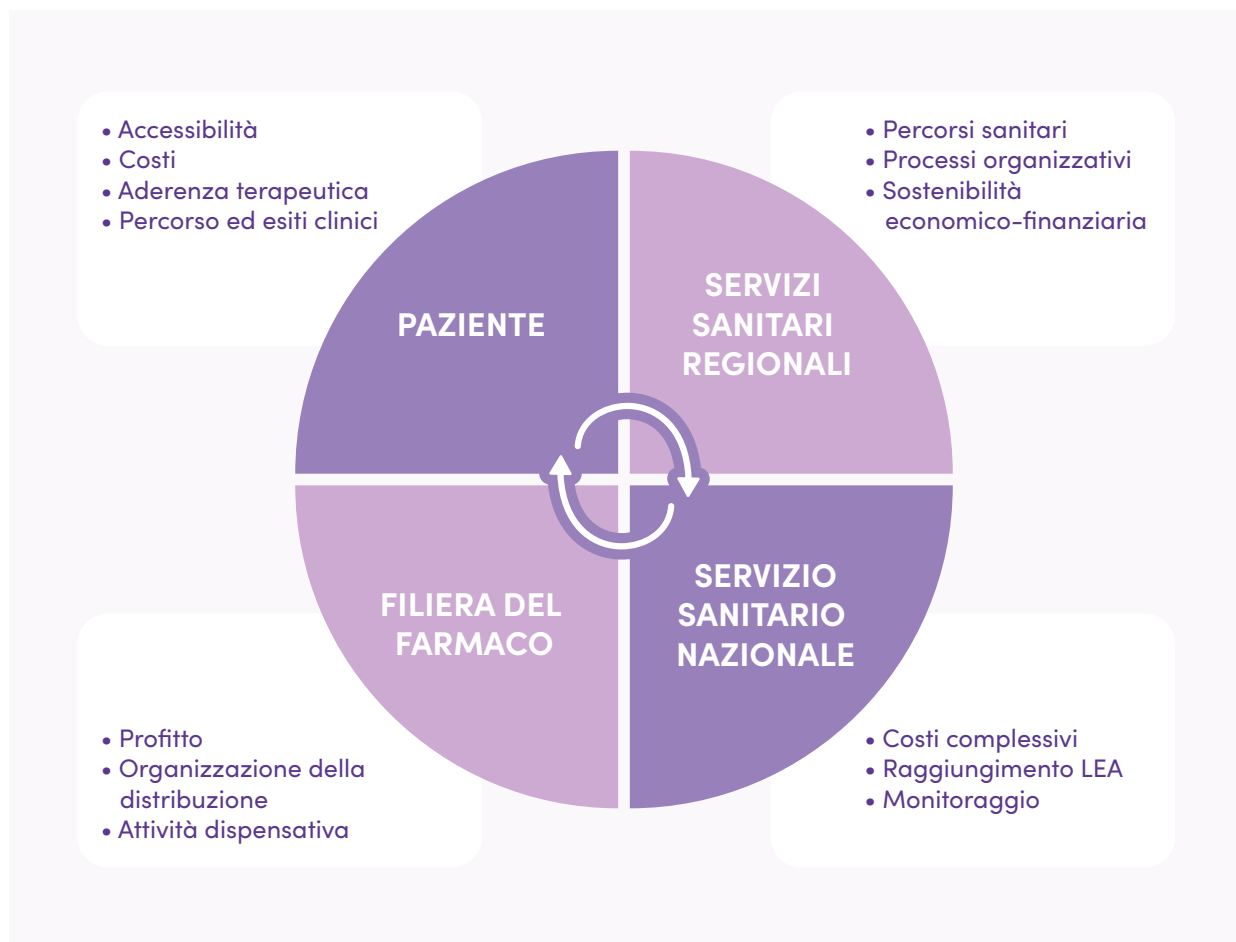 • Accessibilità
• Costi
• Aderenza terapeutica
• Percorso ed esiti clinici
• Percorsi sanitari
• Processi organizzativi
• Sostenibilità
economico-finanziaria
PAZIENTE
SERVIZI
SANITARI
REGIONALI
FILIERA DEL
FARMACO
SERVIZIO
SANITARIO
NAZIONALE
• Profitto
• Organizzazione della
distribuzione
• Attività dispensativa
• Costi complessivi
• Raggiungimento LEA
• Monitoraggio